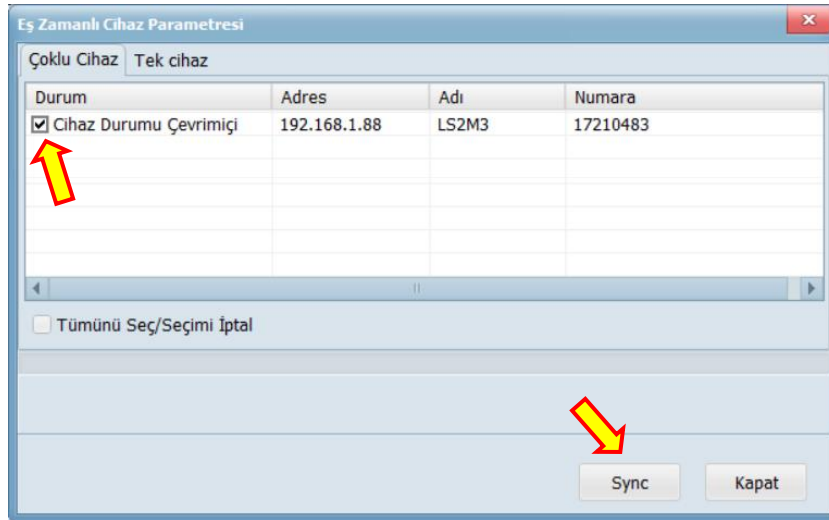 Eş Zamanlı Cihaz Parametresi
Çoklu Cihaz Tek cihaz
Durum Adres Adı Numara
Cihaz Durumu Çevrimiçi 192.168.1.88 LS2M3 17210483
Tümünü Seç/Seçimi İptal
Sync Kapat